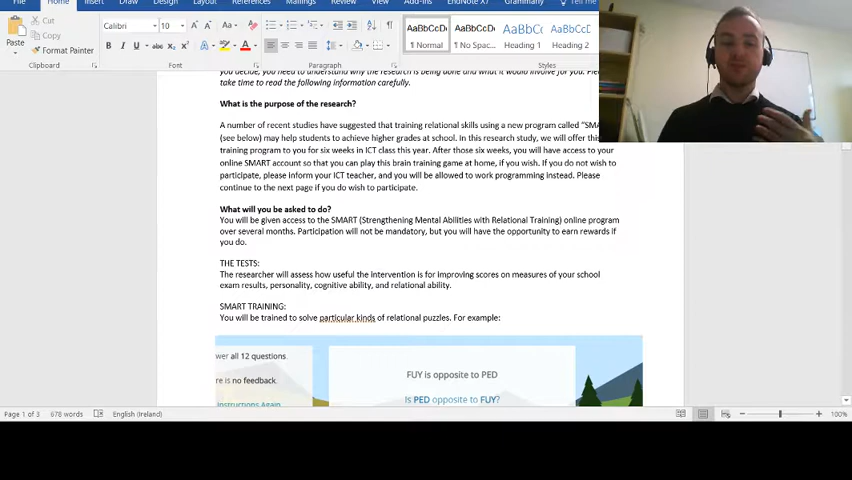 File Home Insert Draw Design Layout References Mailings Review View Add-ins EndNote X7 Grammarly Tell me
Cut
Copy
Format Painter
Paste
Calibri 10
Clipboard Font Paragraph Styles
AaBbCcDc AaBbCcDc AaBbCc AaBbCcD
¶ Normal ¶ No Spac... Heading 1 Heading 2
you decide, you need to understand why the research is being done and what it would involve for you.
take time to read the following information carefully.
What is the purpose of the research?
A number of recent studies have suggested that training relational skills using a new program called "SMA
(see below) may help students to achieve higher grades at school. In this research study, we will offer this
training program to you for six weeks in ICT class this year. After those six weeks, you will have access to your
online SMART account so that you can play this brain training game at home, if you wish. If you do not wish to
participate, please inform your ICT teacher, and you will be allowed to work programming instead. Please
continue to the next page if you do wish to participate.
What will you be asked to do?
You will be given access to the SMART (Strengthening Mental Abilities with Relational Training) online program
over several months. Participation will not be mandatory, but you will have the opportunity to earn rewards if
you do.
THE TESTS:
The researcher will assess how useful the intervention is for improving scores on measures of your school
exam results, personality, cognitive ability, and relational ability.
SMART TRAINING:
You will be trained to solve particular kinds of relational puzzles. For example:
wer all 12 questions
re is no feedback.
Instructions Again
FUY is opposite to PED
Is PED opposite to FUY?
Page 1 of 3 678 words English (Ireland) 100%